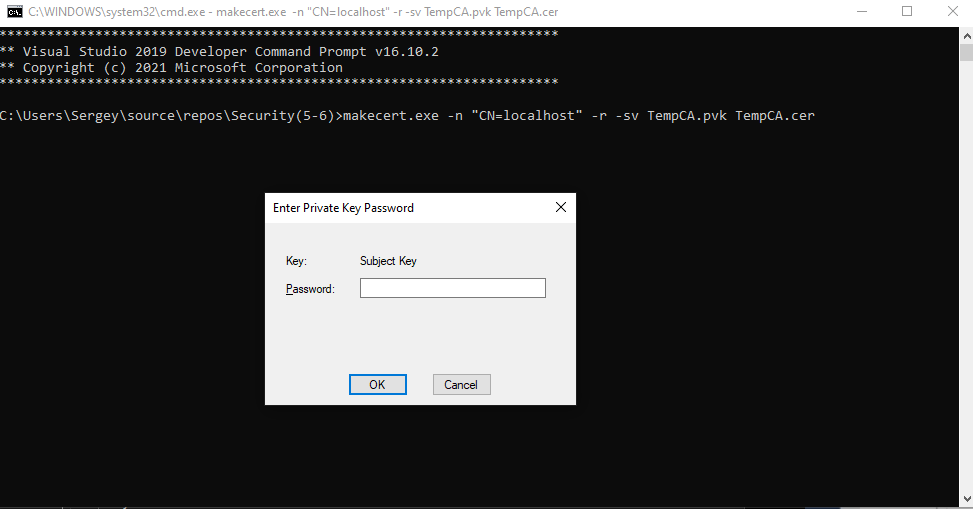 C:\WINDOWS\system32\cmd.exe - makecert.exe -n "CN=localhost" -r -sv TempCA.pvk TempCA.cer
**********************************************************************
** Visual Studio 2019 Developer Command Prompt v16.10.2
** Copyright (c) 2021 Microsoft Corporation
**********************************************************************
C:\Users\Sergey\source\repos\Security(5-6)>makecert.exe -n "CN=localhost" -r -sv TempCA.pvk TempCA.cer
Enter Private Key Password
Key: Subject Key
Password:
OK Cancel